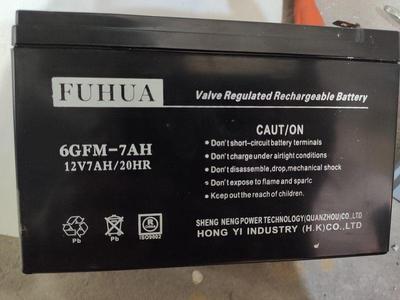 FUHUA
Valve Regulated Rechargeable Battery
6GFM-7AH
12V7AH/20HR
CAUT/ON
Don't short-circuit battery terminals
Don't charge under airtight conditions
Don't disassemble,drop,mechanical shock
Don't expose to flame and sparlc
Keep out the reach of children.
Pb
Pb
ISO9002
SHENG NENG POWER TECHNOLOGY(QUANZHOU)CO.,LTD
HONG YI INDUSTRY (H.K)CO.,LTD